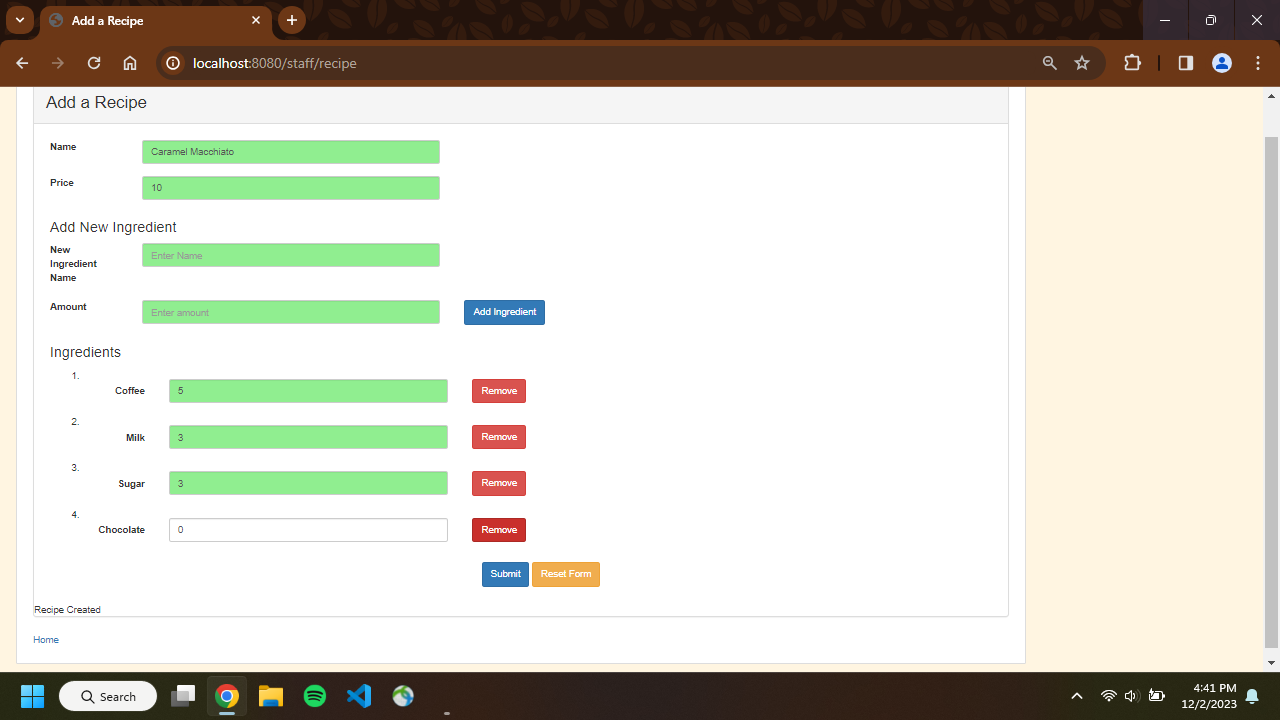 Add a Recipe
localhost:8080/staff/recipe
Add a Recipe
Name Caramel Macchiato
Price 10
Add New Ingredient
New Ingredient Name Enter Name
Amount Enter amount Add Ingredient
Ingredients
1.
Coffee 5 Remove
2.
Milk 3 Remove
3.
Sugar 3 Remove
4.
Chocolate 0 Remove
Submit Reset Form
Recipe Created
Home
Search
4:41 PM
12/2/2023